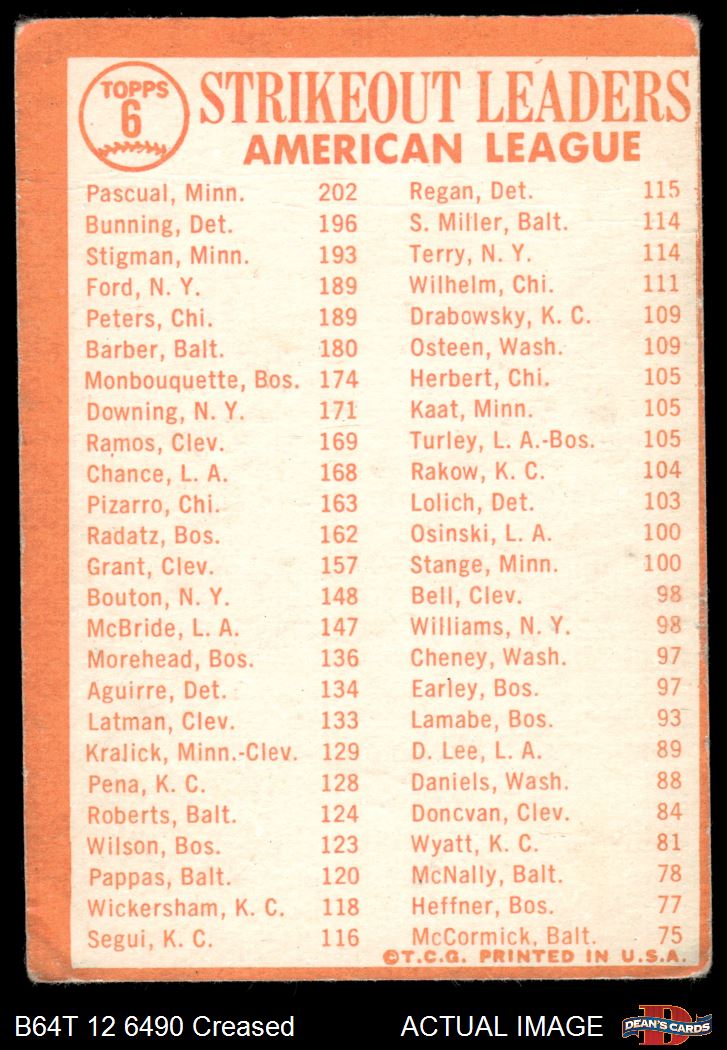 TOPPS
6
STRIKEOUT LEADERS
AMERICAN LEAGUE
Pascual, Minn. 202
Bunning, Det. 196
Stigman, Minn. 193
Ford, N. Y. 189
Peters, Chi. 189
Barber, Balt. 180
Monbouquette, Bos. 174
Downing, N. Y. 171
Ramos, Clev. 169
Chance, L. A. 168
Pizarro, Chi. 163
Radatz, Bos. 162
Grant, Clev. 157
Bouton, N. Y. 148
McBride, L. A. 147
Morehead, Bos. 136
Aguirre, Det. 134
Latman, Clev. 133
Kralick, Minn.-Clev. 129
Pena, K. C. 128
Roberts, Balt. 124
Wilson, Bos. 123
Pappas, Balt. 120
Wickersham, K. C. 118
Segui, K. C. 116
Regan, Det. 115
S. Miller, Balt. 114
Terry, N. Y. 114
Wilhelm, Chi. 111
Drabowsky, K. C. 109
Osteen, Wash. 109
Herbert, Chi. 105
Kaat, Minn. 105
Turley, L. A.-Bos. 105
Rakow, K. C. 104
Lolich, Det. 103
Osinski, L. A. 100
Stange, Minn. 100
Bell, Clev. 98
Williams, N. Y. 98
Cheney, Wash. 97
Earley, Bos. 97
Lamabe, Bos. 93
D. Lee, L. A. 89
Daniels, Wash. 88
Doncvan, Clev. 84
Wyatt, K. C. 81
McNally, Balt. 78
Heffner, Bos. 77
McCormick, Balt. 75
©T.C.G. PRINTED IN U.S.A.
B64T 12 6490 Creased ACTUAL IMAGE
D
DEAN'S CARDS